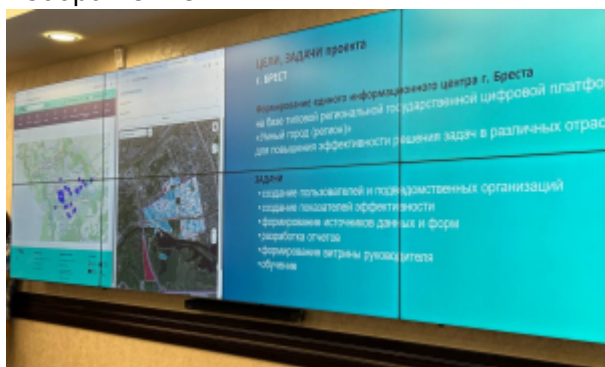 ЦЕЛИ, ЗАДАЧИ проекта
г. БРЕСТ
Формирование единого информационного центра г. Бреста
на базе типовой региональной государственной цифровой платфо
«Умный город (регион)»
для повышения эффективности решения задач в различных отрас
ЗАДАЧИ
•создание пользователей и подведомственных организаций
•создание показателей эффективности
•формирование источников данных и форм
•разработка отчетов
•формирование витрины руководителя
•обучение